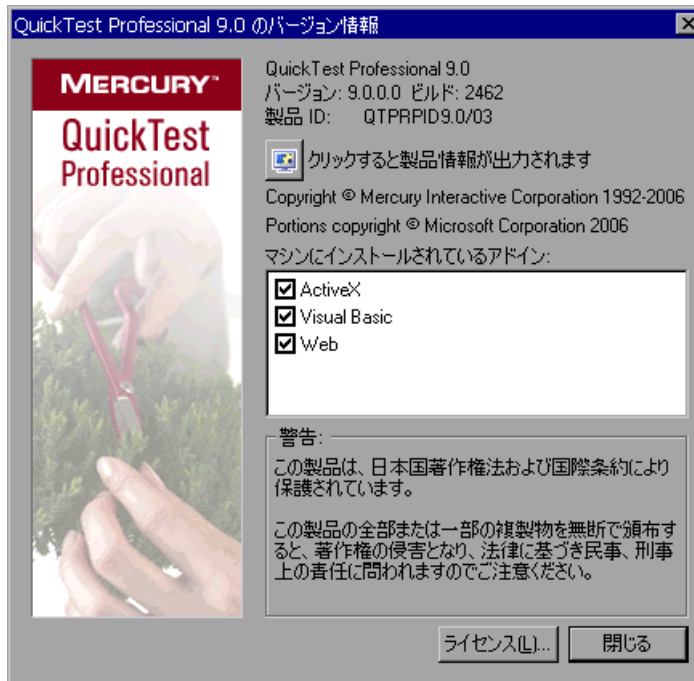 QuickTest Professional 9.0 のバージョン情報
MERCURY™
QuickTest
Professional
QuickTest Professional 9.0
バージョン: 9.0.0.0 ビルド: 2462
製品 ID: QTPRPID9.0/03
クリックすると製品情報が出力されます
Copyright © Mercury Interactive Corporation 1992-2006
Portions copyright © Microsoft Corporation 2006
マシンにインストールされているアドイン:
ActiveX
Visual Basic
Web
警告:
この製品は、日本国著作権法および国際条約により
保護されています。
この製品の全部または一部の複製物を無断で頒布す
ると、著作権の侵害となり、法律に基づき民事、刑事
上の責任に問われますのでご注意ください。
ライセンス(L)... 閉じる